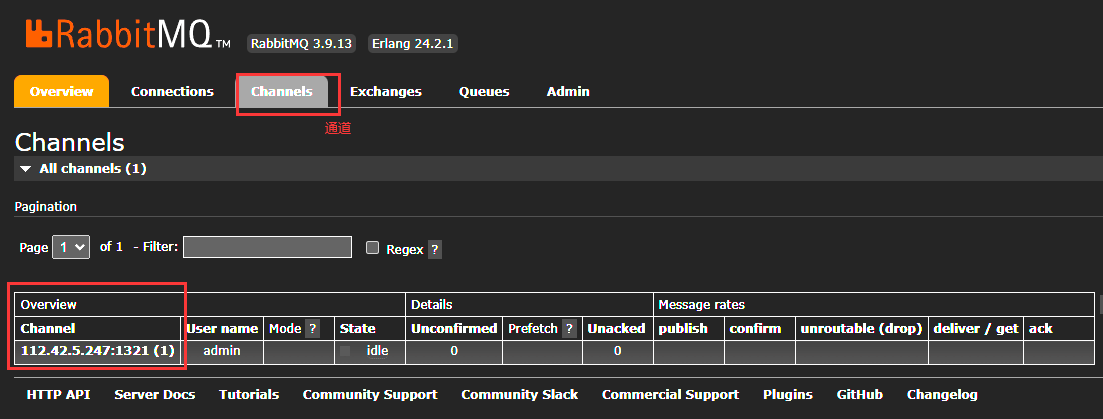 RabbitMQ TM RabbitMQ 3.9.13 Erlang 24.2.1
Overview Connections Channels Exchanges Queues Admin
通道
Channels
All channels (1)
Pagination
Page 1 of 1 - Filter: Regex ?
Overview Details Message rates
Channel User name Mode ? State Unconfirmed Prefetch ? Unacked publish confirm unroutable (drop) deliver / get ack
112.42.5.247:1321 (1) admin idle 0 0
HTTP API Server Docs Tutorials Community Support Community Slack Commercial Support Plugins GitHub Changelog